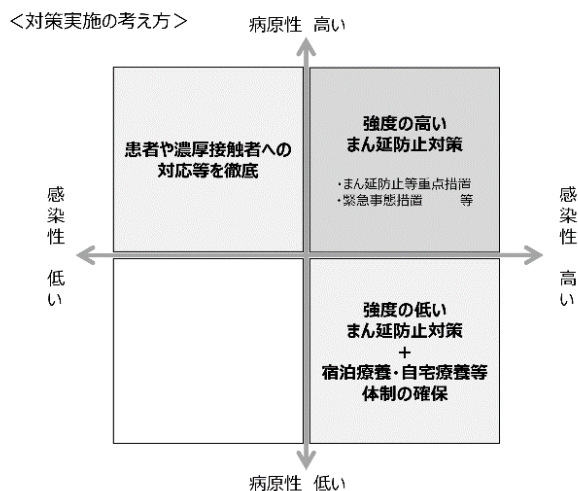 ＜対策実施の考え方＞
病原性 高い
患者や濃厚接触者への
対応等を徹底
強度の高い
まん延防止対策
・まん延防止等重点措置
・緊急事態措置 等
感染性 低い
感染性 高い
強度の低い
まん延防止対策
＋
宿泊療養・自宅療養等
体制の確保
病原性 低い